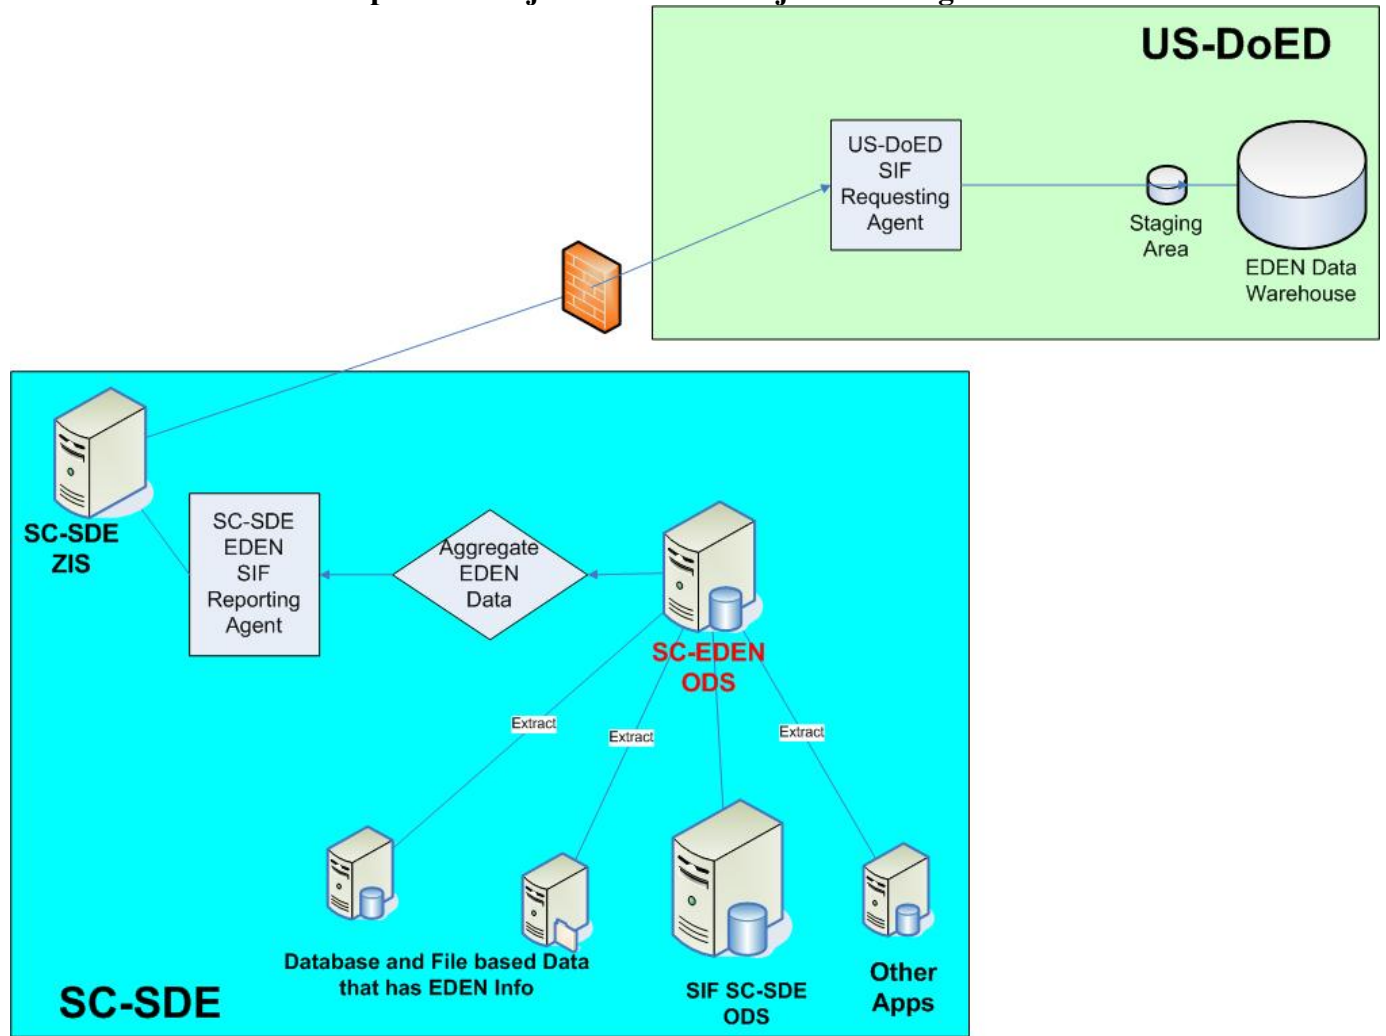 US-DoED
US-DoED
SIF
Requesting
Agent
Staging
Area
EDEN Data
Warehouse
SC-SDE
ZIS
SC-SDE
EDEN
SIF
Reporting
Agent
Aggregate
EDEN
Data
SC-EDEN
ODS
Extract
Extract
Extract
Database and File based Data
that has EDEN Info
SIF SC-SDE
ODS
Other
Apps
SC-SDE